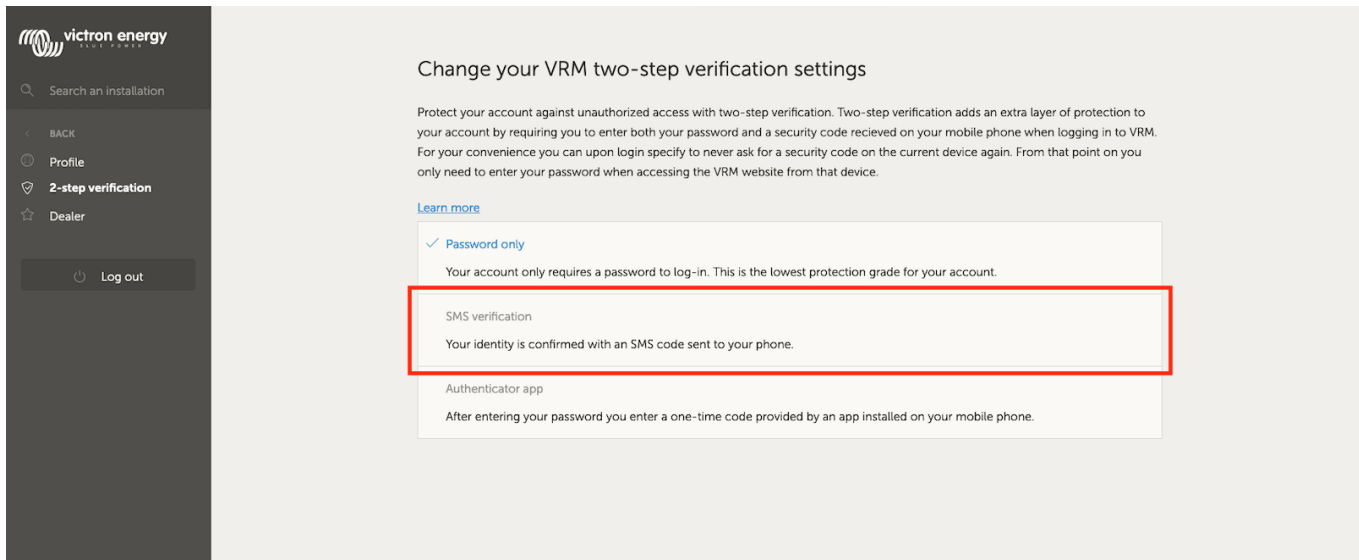 victron energy
BLUE POWER
Search an installation
BACK
Profile
2-step verification
Dealer
Log out
Change your VRM two-step verification settings
Protect your account against unauthorized access with two-step verification. Two-step verification adds an extra layer of protection to
your account by requiring you to enter both your password and a security code recieved on your mobile phone when logging in to VRM.
For your convenience you can upon login specify to never ask for a security code on the current device again. From that point on you
only need to enter your password when accessing the VRM website from that device.
Learn more
Password only
Your account only requires a password to log-in. This is the lowest protection grade for your account.
SMS verification
Your identity is confirmed with an SMS code sent to your phone.
Authenticator app
After entering your password you enter a one-time code provided by an app installed on your mobile phone.